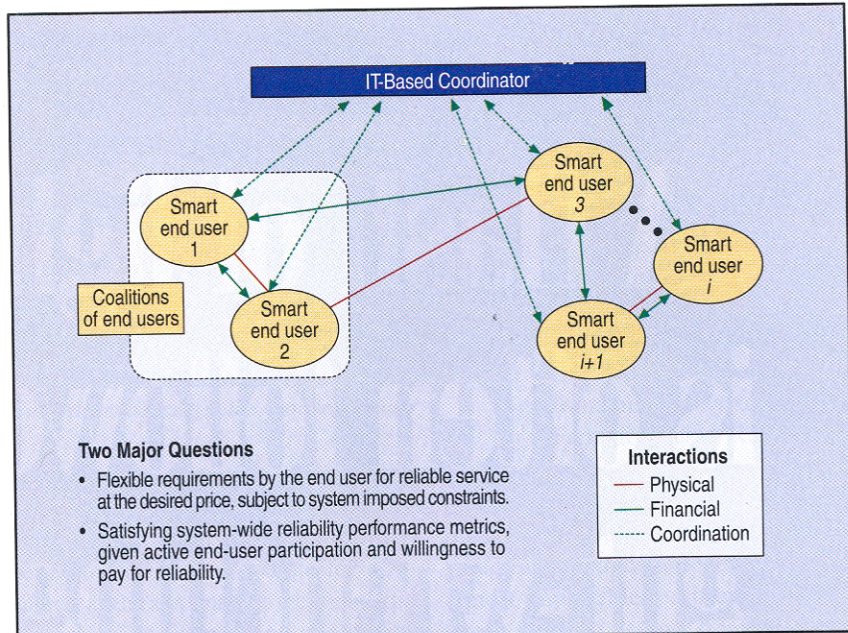 IT-Based Coordinator
Smart
end user
1
Smart
end user
2
Coalitions
of end users
Smart
end user
3
Smart
end user
i
Smart
end user
i+1
Two Major Questions
• Flexible requirements by the end user for reliable service
at the desired price, subject to system imposed constraints.
• Satisfying system-wide reliability performance metrics,
given active end-user participation and willingness to
pay for reliability.
Interactions
Physical
Financial
Coordination